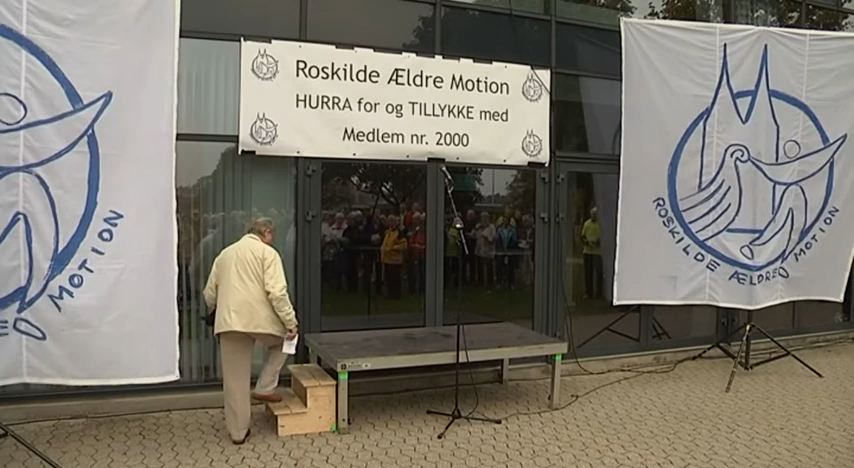 Roskilde Ældre Motion
HURRA for og TILLYKKE med
Medlem nr. 2000
MOTION
ROSKILDE ÆLDRE MOTION